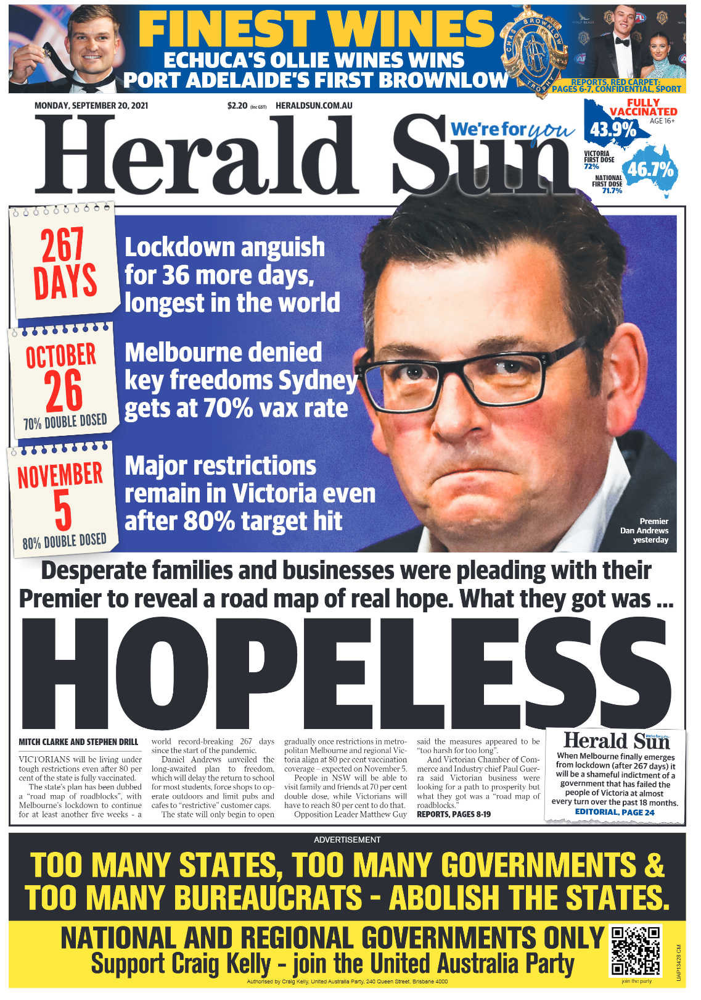 FINEST WINES
ECHUCA'S OLLIE WINES WINS
PORT ADELAIDE'S FIRST BROWNLOW
CHAS BROWNLOW
TROPHY
REPORTS, RED CARPET:
PAGES 6-7, CONFIDENTIAL, SPORT
MONDAY, SEPTEMBER 20, 2021
$2.20 (Inc GST)
HERALDSUN.COM.AU
Herald Sun
We're for you
FULLY
VACCINATED
AGE 16+
43.9%
VICTORIA
FIRST DOSE
72%
46.7%
NATIONAL
FIRST DOSE
71.7%
267
DAYS
Lockdown anguish
for 36 more days,
longest in the world
OCTOBER
26
70% DOUBLE DOSED
Melbourne denied
key freedoms Sydney
gets at 70% vax rate
NOVEMBER
5
80% DOUBLE DOSED
Major restrictions
remain in Victoria even
after 80% target hit
Premier
Dan Andrews
yesterday
Desperate families and businesses were pleading with their
Premier to reveal a road map of real hope. What they got was ...
HOPELESS
MITCH CLARKE AND STEPHEN DRILL
VICTORIANS will be living under
tough restrictions even after 80 per
cent of the state is fully vaccinated.
The state's plan has been dubbed
a “road map of roadblocks”, with
Melbourne's lockdown to continue
for at least another five weeks - a
world record-breaking 267 days
since the start of the pandemic.
Daniel Andrews unveiled the
long-awaited plan to freedom,
which will delay the return to school
for most students, force shops to op-
erate outdoors and limit pubs and
cafes to “restrictive” customer caps.
The state will only begin to open
gradually once restrictions in metro-
politan Melbourne and regional Vic-
toria align at 80 per cent vaccination
coverage – expected on November 5.
People in NSW will be able to
visit family and friends at 70 per cent
double dose, while Victorians will
have to reach 80 per cent to do that.
Opposition Leader Matthew Guy
said the measures appeared to be
“too harsh for too long”.
And Victorian Chamber of Com-
merce and Industry chief Paul Guer-
ra said Victorian business were
looking for a path to prosperity but
what they got was a “road map of
roadblocks.”
REPORTS, PAGES 8-19
Herald Sun
We're for you
When Melbourne finally emerges
from lockdown (after 267 days) it
will be a shameful indictment of a
government that has failed the
people of Victoria at almost
every turn over the past 18 months.
EDITORIAL, PAGE 24
ADVERTISEMENT
TOO MANY STATES, TOO MANY GOVERNMENTS &
TOO MANY BUREAUCRATS - ABOLISH THE STATES.
NATIONAL AND REGIONAL GOVERNMENTS ONLY
Support Craig Kelly - join the United Australia Party
Authorised by Craig Kelly, United Australia Party, 240 Queen Street, Brisbane 4000
join the party
UAP13428 CM